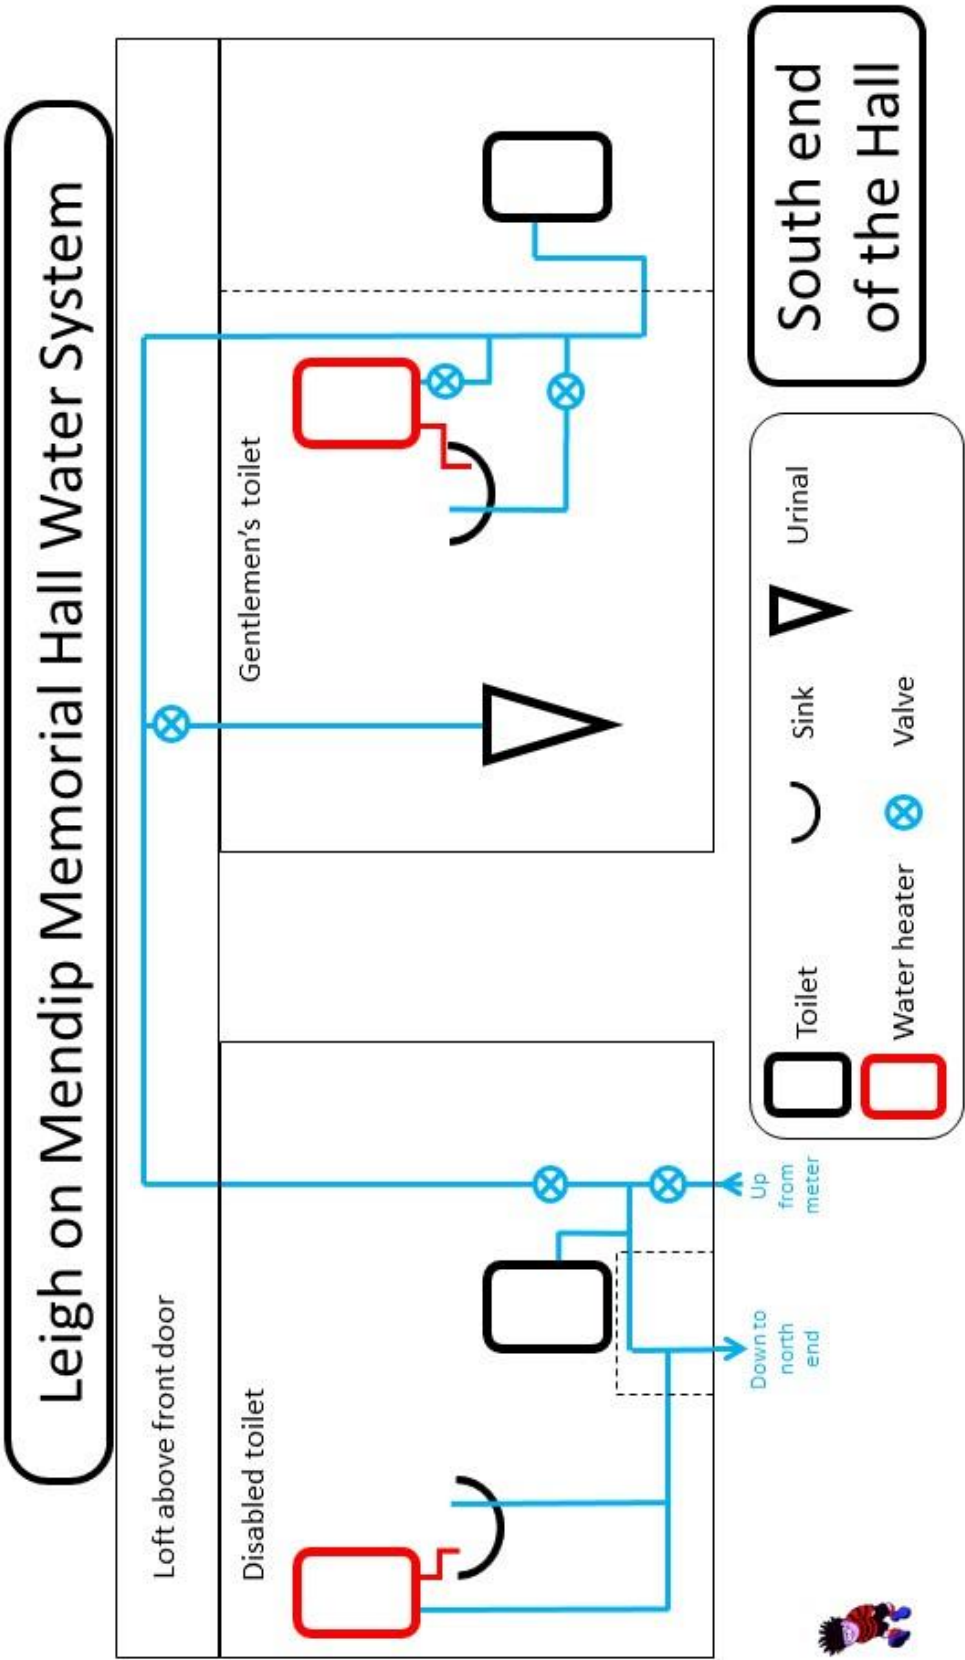 Leigh on Mendip Memorial Hall Water System
Loft above front door
Disabled toilet
Gentlemen's toilet
Down to
north
end
Up
from
meter
Toilet
Sink
Urinal
Water heater
Valve
South end
of the Hall